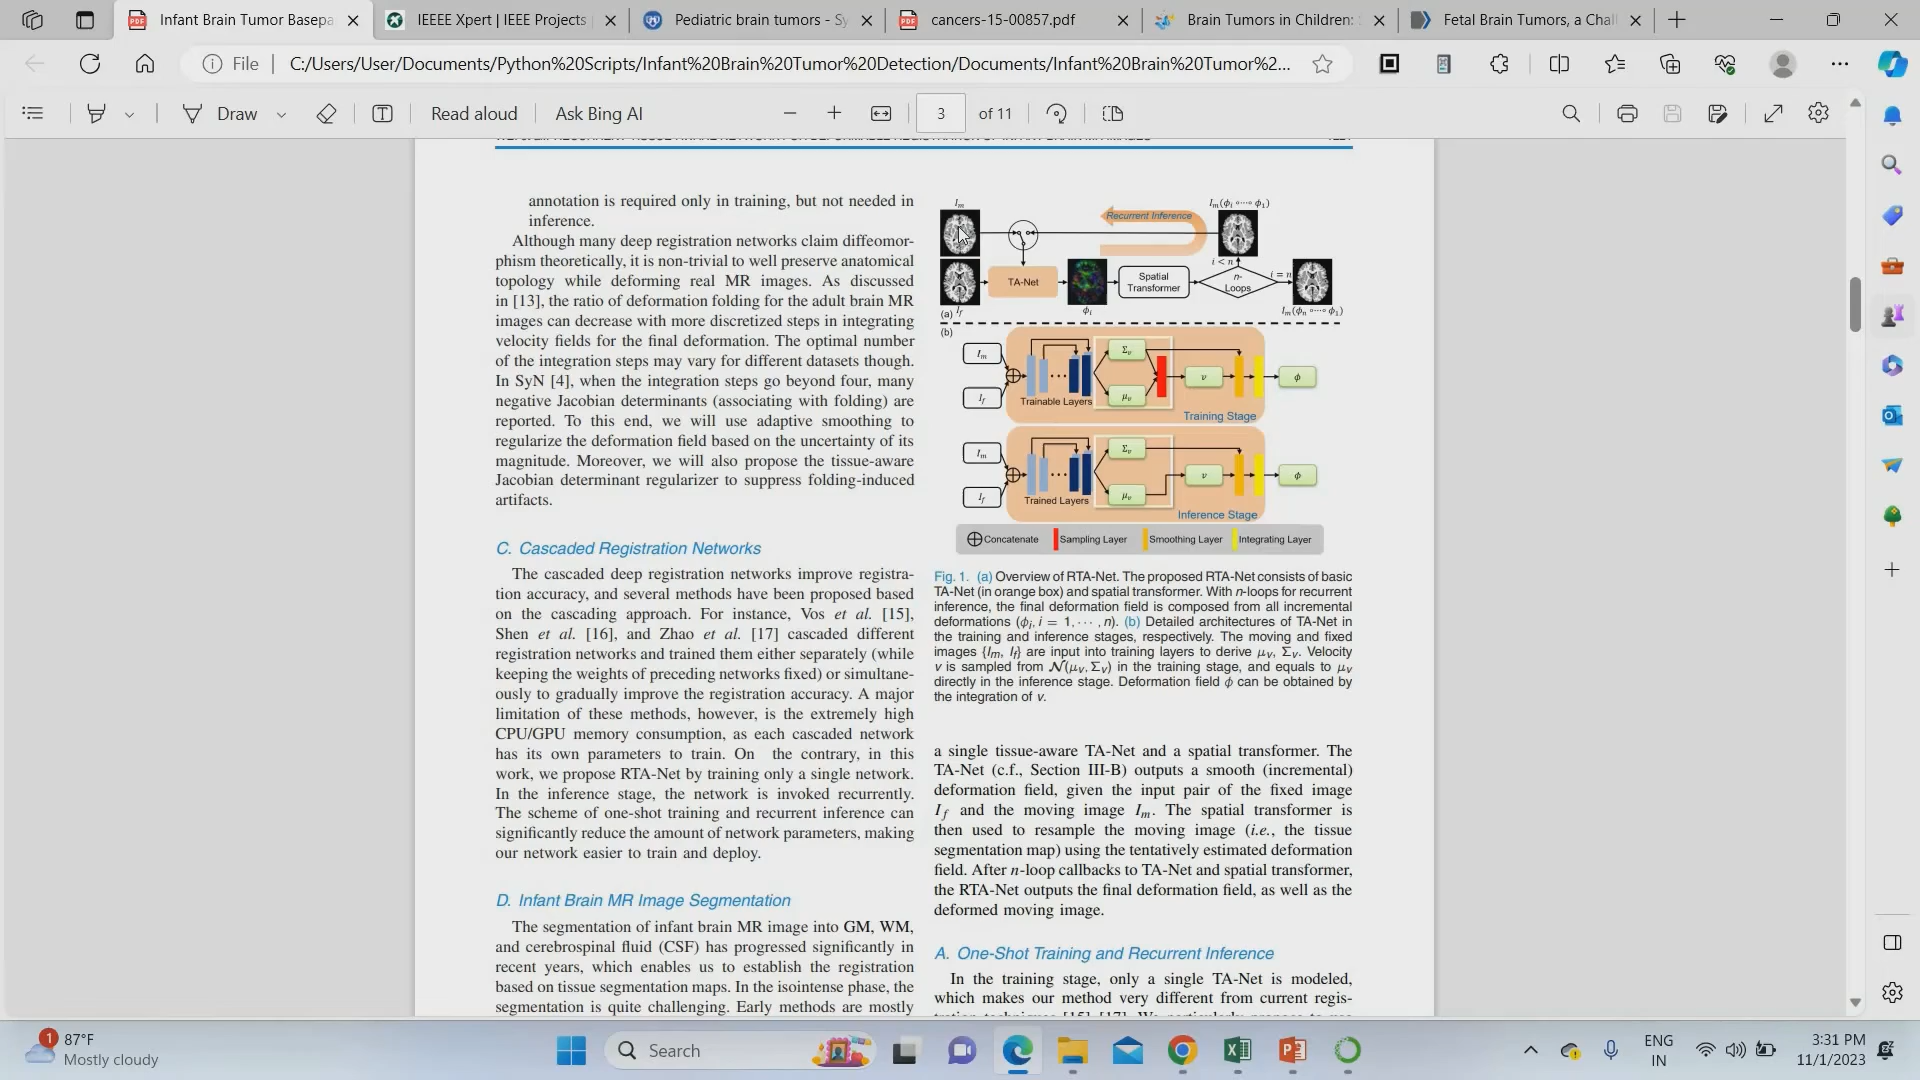 Infant Brain Tumor Basepa
IEEE Xpert | IEEE Projects
Pediatric brain tumors - Sy
cancers-15-00857.pdf
Brain Tumors in Children:
Fetal Brain Tumors, a Chal
File
C:/Users/User/Documents/Python%20Scripts/Infant%20Brain%20Tumor%20Detection/Documents/Infant%20Brain%20Tumor%2...
Draw
Read aloud
Ask Bing AI
3
of 11
annotation is required only in training, but not needed in
inference.
Although many deep registration networks claim diffeomor-
phism theoretically, it is non-trivial to well preserve anatomical
topology while deforming real MR images. As discussed
in [13], the ratio of deformation folding for the adult brain MR
images can decrease with more discretized steps in integrating
velocity fields for the final deformation. The optimal number
of the integration steps may vary for different datasets though.
In SyN [4], when the integration steps go beyond four, many
negative Jacobian determinants (associating with folding) are
reported. To this end, we will use adaptive smoothing to
regularize the deformation field based on the uncertainty of its
magnitude. Moreover, we will also propose the tissue-aware
Jacobian determinant regularizer to suppress folding-induced
artifacts.
C. Cascaded Registration Networks
The cascaded deep registration networks improve registra-
tion accuracy, and several methods have been proposed based
on the cascading approach. For instance, Vos et al. [15],
Shen et al. [16], and Zhao et al. [17] cascaded different
registration networks and trained them either separately (while
keeping the weights of preceding networks fixed) or simultane-
ously to gradually improve the registration accuracy. A major
limitation of these methods, however, is the extremely high
CPU/GPU memory consumption, as each cascaded network
has its own parameters to train. On the contrary, in this
work, we propose RTA-Net by training only a single network.
In the inference stage, the network is invoked recurrently.
The scheme of one-shot training and recurrent inference can
significantly reduce the amount of network parameters, making
our network easier to train and deploy.
D. Infant Brain MR Image Segmentation
The segmentation of infant brain MR image into GM, WM,
and cerebrospinal fluid (CSF) has progressed significantly in
recent years, which enables us to establish the registration
based on tissue segmentation maps. In the isointense phase, the
segmentation is quite challenging. Early methods are mostly
I_m
Recurrent Inference
I_m(ϕ_i ∘⋯∘ ϕ_1)
TA-Net
Spatial
Transformer
i < n
n-
Loops
i = n
(a)
I_f
ϕ_i
I_m(ϕ_n ∘⋯∘ ϕ_1)
(b)
I_m
Σ_v
v
ϕ
I_f
Trainable Layers
μ_v
Training Stage
I_m
Σ_v
v
ϕ
I_f
Trained Layers
μ_v
Inference Stage
Concatenate
Sampling Layer
Smoothing Layer
Integrating Layer
Fig. 1. (a) Overview of RTA-Net. The proposed RTA-Net consists of basic
TA-Net (in orange box) and spatial transformer. With n-loops for recurrent
inference, the final deformation field is composed from all incremental
deformations (ϕ_i, i = 1, ⋯ , n). (b) Detailed architectures of TA-Net in
the training and inference stages, respectively. The moving and fixed
images {I_m, I_f} are input into training layers to derive μ_v, Σ_v. Velocity
v is sampled from N(μ_v, Σ_v) in the training stage, and equals to μ_v
directly in the inference stage. Deformation field ϕ can be obtained by
the integration of v.
a single tissue-aware TA-Net and a spatial transformer. The
TA-Net (c.f., Section III-B) outputs a smooth (incremental)
deformation field, given the input pair of the fixed image
I_f and the moving image I_m. The spatial transformer is
then used to resample the moving image (i.e., the tissue
segmentation map) using the tentatively estimated deformation
field. After n-loop callbacks to TA-Net and spatial transformer,
the RTA-Net outputs the final deformation field, as well as the
deformed moving image.
A. One-Shot Training and Recurrent Inference
In the training stage, only a single TA-Net is modeled,
which makes our method very different from current regis-
1
87°F
Mostly cloudy
Search
ENG
IN
3:31 PM
11/1/2023